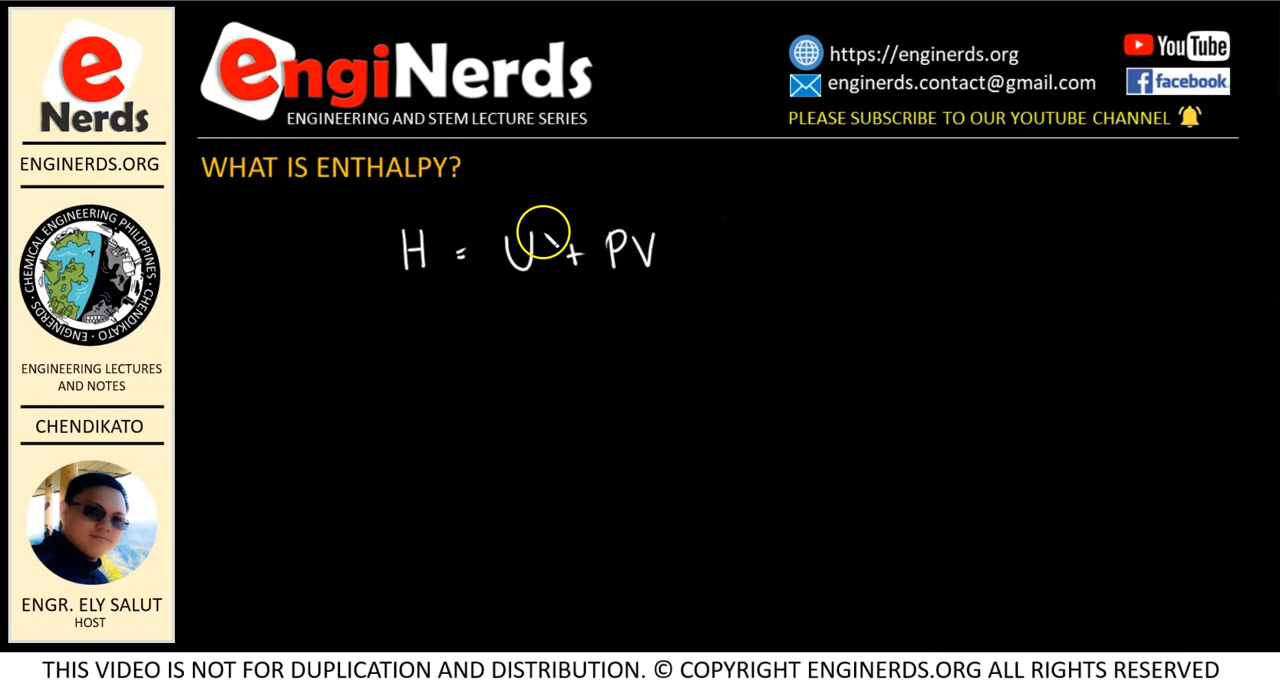 e
Nerds
ENGINERDS.ORG
CHEMICAL ENGINEERING PHILIPPINES · CHENDIKATO · ENGINERDS ·
ENGINEERING LECTURES
AND NOTES
CHENDIKATO
ENGR. ELY SALUT
HOST
engiNerds
ENGINEERING AND STEM LECTURE SERIES
https://enginerds.org
enginerds.contact@gmail.com
YouTube
facebook
PLEASE SUBSCRIBE TO OUR YOUTUBE CHANNEL
WHAT IS ENTHALPY?
H = U + PV
THIS VIDEO IS NOT FOR DUPLICATION AND DISTRIBUTION. © COPYRIGHT ENGINERDS.ORG ALL RIGHTS RESERVED